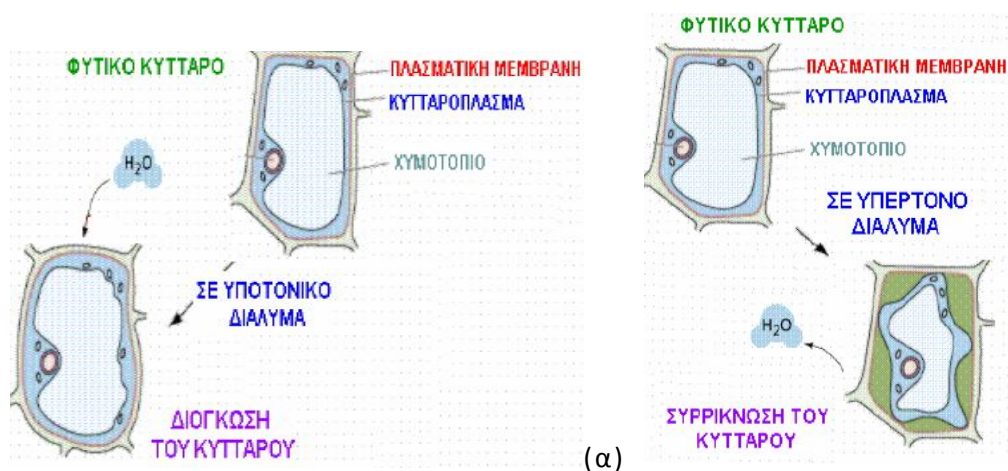 ΦΥΤΙΚΟ ΚΥΤΤΑΡΟ
ΠΛΑΣΜΑΤΙΚΗ ΜΕΜΒΡΑΝΗ
ΚΥΤΤΑΡΟΠΛΑΣΜΑ
ΧΥΜΟΤΟΠΙΟ
H₂O
ΣΕ ΥΠΟΤΟΝΙΚΟ
ΔΙΑΛΥΜΑ
ΔΙΟΓΚΩΣΗ
ΤΟΥ ΚΥΤΤΑΡΟΥ
(α)
ΦΥΤΙΚΟ ΚΥΤΤΑΡΟ
ΠΛΑΣΜΑΤΙΚΗ ΜΕΜΒΡΑΝΗ
ΚΥΤΤΑΡΟΠΛΑΣΜΑ
ΧΥΜΟΤΟΠΙΟ
ΣΕ ΥΠΕΡΤΟΝΟ
ΔΙΑΛΥΜΑ
H₂O
ΣΥΡΡΙΚΝΩΣΗ ΤΟΥ
ΚΥΤΤΑΡΟΥ